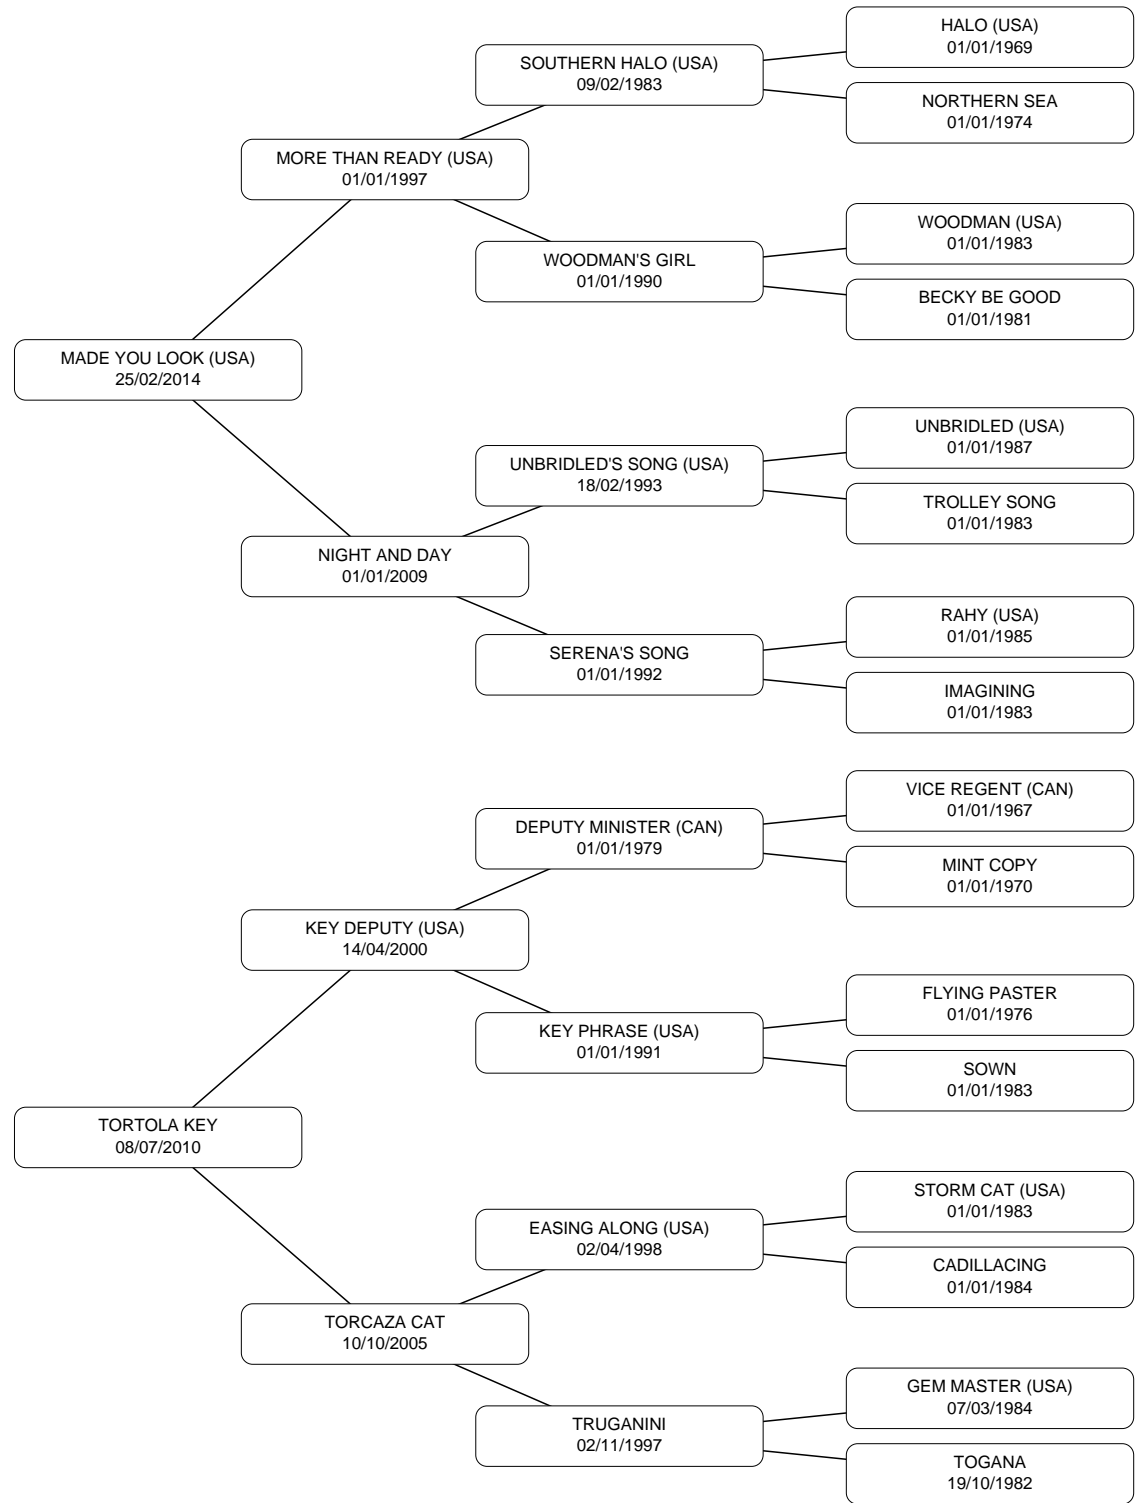 HALO (USA)
01/01/1969
SOUTHERN HALO (USA)
09/02/1983
NORTHERN SEA
01/01/1974
MORE THAN READY (USA)
01/01/1997
WOODMAN (USA)
01/01/1983
WOODMAN'S GIRL
01/01/1990
BECKY BE GOOD
01/01/1981
MADE YOU LOOK (USA)
25/02/2014
UNBRIDLED (USA)
01/01/1987
UNBRIDLED'S SONG (USA)
18/02/1993
TROLLEY SONG
01/01/1983
NIGHT AND DAY
01/01/2009
RAHY (USA)
01/01/1985
SERENA'S SONG
01/01/1992
IMAGINING
01/01/1983
VICE REGENT (CAN)
01/01/1967
DEPUTY MINISTER (CAN)
01/01/1979
MINT COPY
01/01/1970
KEY DEPUTY (USA)
14/04/2000
FLYING PASTER
01/01/1976
KEY PHRASE (USA)
01/01/1991
SOWN
01/01/1983
TORTOLA KEY
08/07/2010
STORM CAT (USA)
01/01/1983
EASING ALONG (USA)
02/04/1998
CADILLACING
01/01/1984
TORCAZA CAT
10/10/2005
GEM MASTER (USA)
07/03/1984
TRUGANINI
02/11/1997
TOGANA
19/10/1982